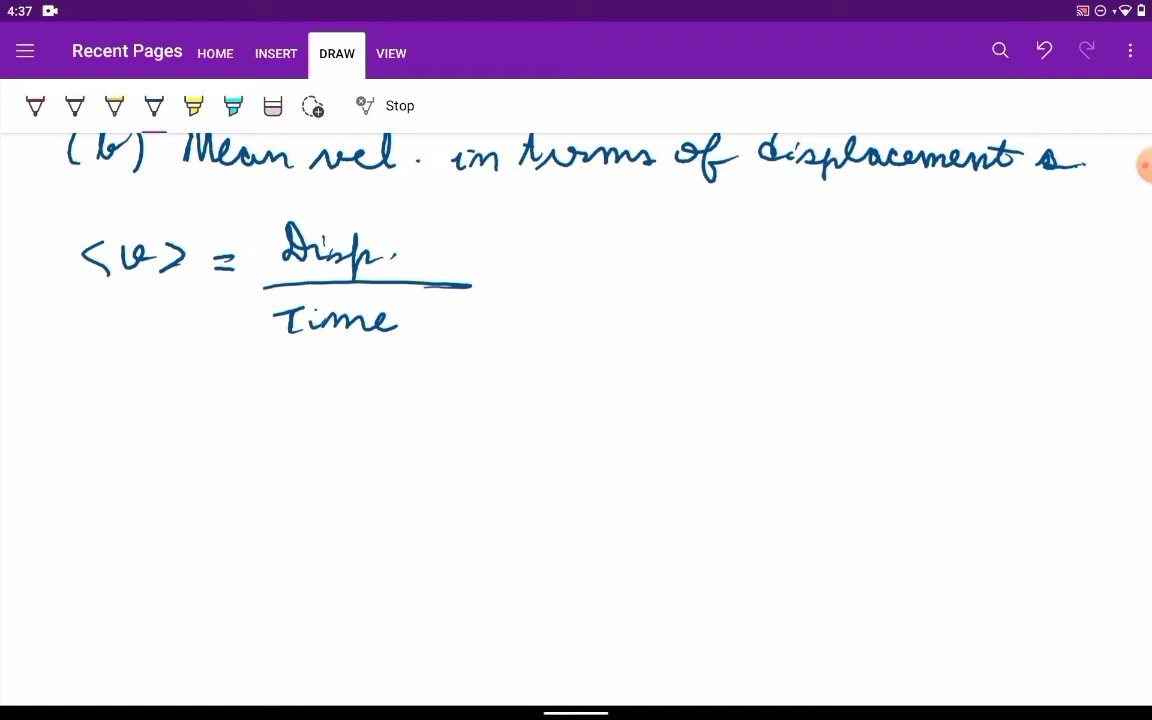 4:37
Recent Pages HOME INSERT DRAW VIEW
Stop
(b) Mean vel. in terms of displacement s.
<v> = Disp.
Time